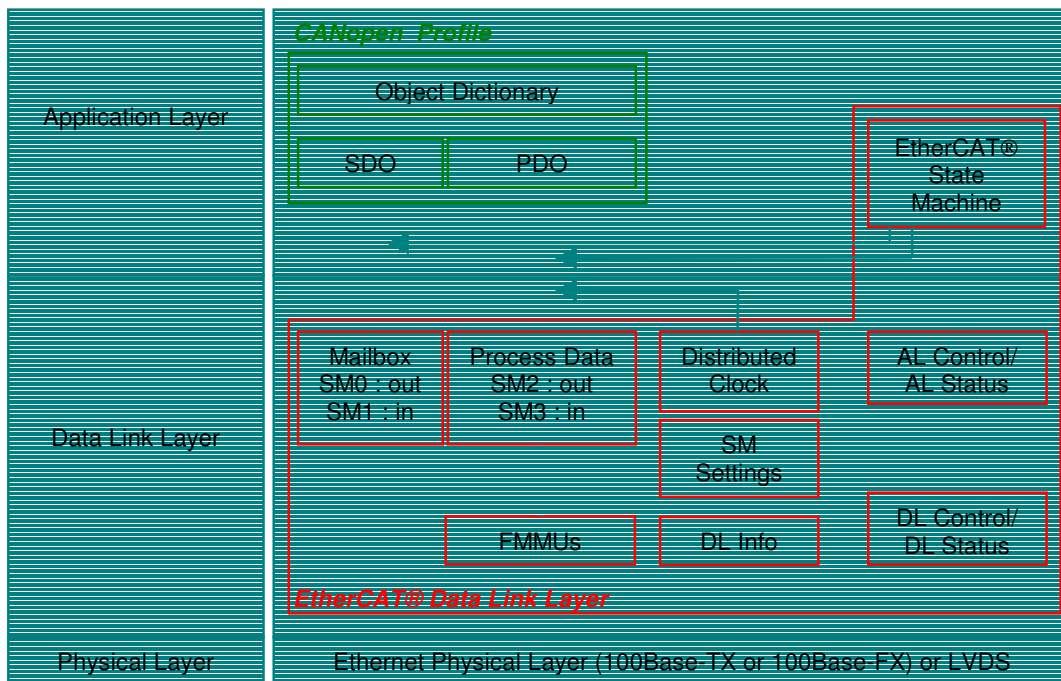 CANopen Profile
Object Dictionary
Application Layer
EtherCAT®
State
Machine
SDO
PDO
Mailbox
SM0 : out
SM1 : in
Process Data
SM2 : out
SM3 : in
Distributed
Clock
AL Control/
AL Status
Data Link Layer
SM
Settings
FMMUs
DL Info
DL Control/
DL Status
EtherCAT® Data Link Layer
Physical Layer
Ethernet Physical Layer (100Base-TX or 100Base-FX) or LVDS